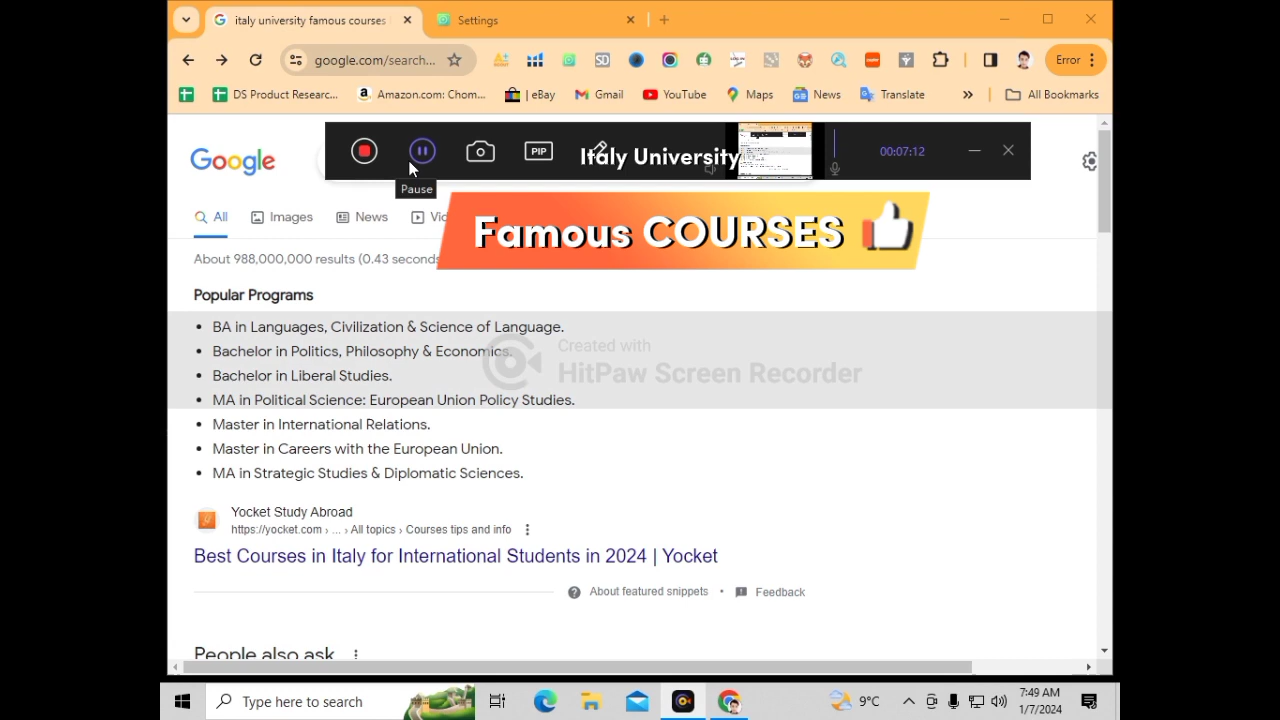 italy university famous courses
Settings
google.com/search...
Error
DS Product Researc...
Amazon.com: Chom...
| eBay
Gmail
YouTube
Maps
News
Translate
»
All Bookmarks
Google
PIP
Italy University
00:07:12
Pause
All
Images
News
Famous COURSES
About 988,000,000 results (0.43 seconds
Popular Programs
• BA in Languages, Civilization & Science of Language.
• Bachelor in Politics, Philosophy & Economics.
• Bachelor in Liberal Studies.
• MA in Political Science: European Union Policy Studies.
• Master in International Relations.
• Master in Careers with the European Union.
• MA in Strategic Studies & Diplomatic Sciences.
Created with
HitPaw Screen Recorder
Yocket Study Abroad
https://yocket.com › ... › All topics › Courses tips and info
Best Courses in Italy for International Students in 2024 | Yocket
About featured snippets • Feedback
People also ask
Type here to search
9°C
7:49 AM
1/7/2024